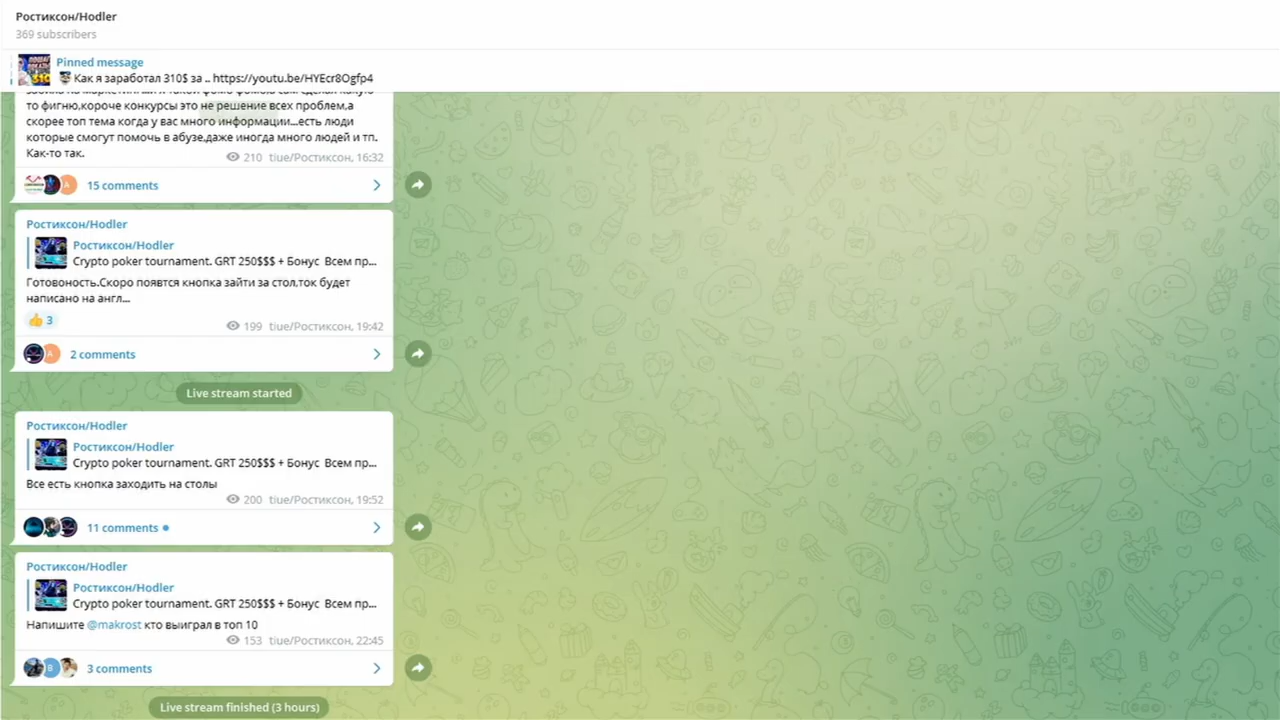 Ростиксон/Hodler
369 subscribers
Pinned message
Как я заработал 310$ за .. https://youtu.be/HYEcr8Ogfp4
то фигню,короче конкурсы это не решение всех проблем,а
скорее топ тема когда у вас много информации...есть люди
которые смогут помочь в абузе,даже иногда много людей и тп.
Как-то так.
210 tiue/Ростиксон, 16:32
15 comments
Ростиксон/Hodler
Ростиксон/Hodler
Crypto poker tournament. GRT 250$$$ + Бонус Всем пр...
Готовоность.Скоро появтся кнопка зайти за стол,ток будет
написано на англ...
3
199 tiue/Ростиксон, 19:42
2 comments
Live stream started
Ростиксон/Hodler
Ростиксон/Hodler
Crypto poker tournament. GRT 250$$$ + Бонус Всем пр...
Все есть кнопка заходить на столы
200 tiue/Ростиксон, 19:52
11 comments
Ростиксон/Hodler
Ростиксон/Hodler
Crypto poker tournament. GRT 250$$$ + Бонус Всем пр...
Напишите @makrost кто выиграл в топ 10
153 tiue/Ростиксон, 22:45
3 comments
Live stream finished (3 hours)